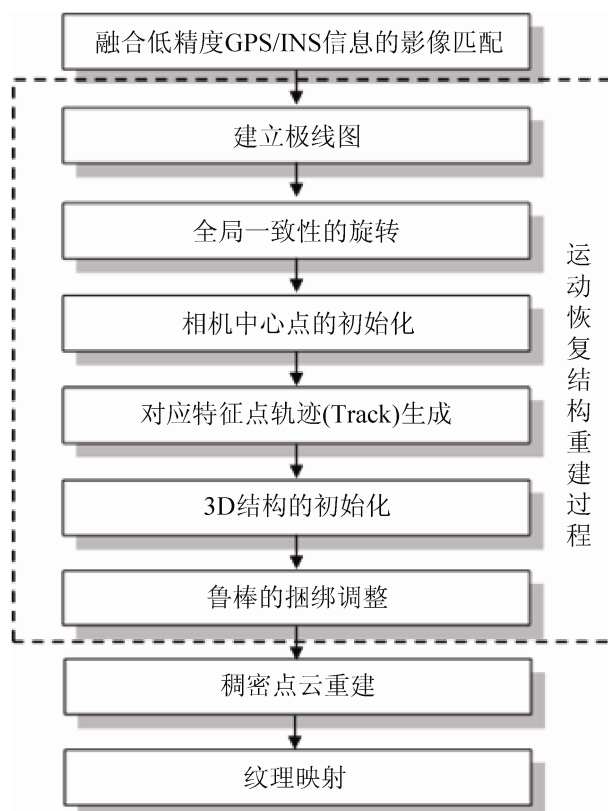 融合低精度GPS/INS信息的影像匹配
建立极线图
全局一致性的旋转
相机中心点的初始化
对应特征点轨迹(Track)生成
3D结构的初始化
鲁棒的捆绑调整
运动恢复结构重建过程
稠密点云重建
纹理映射